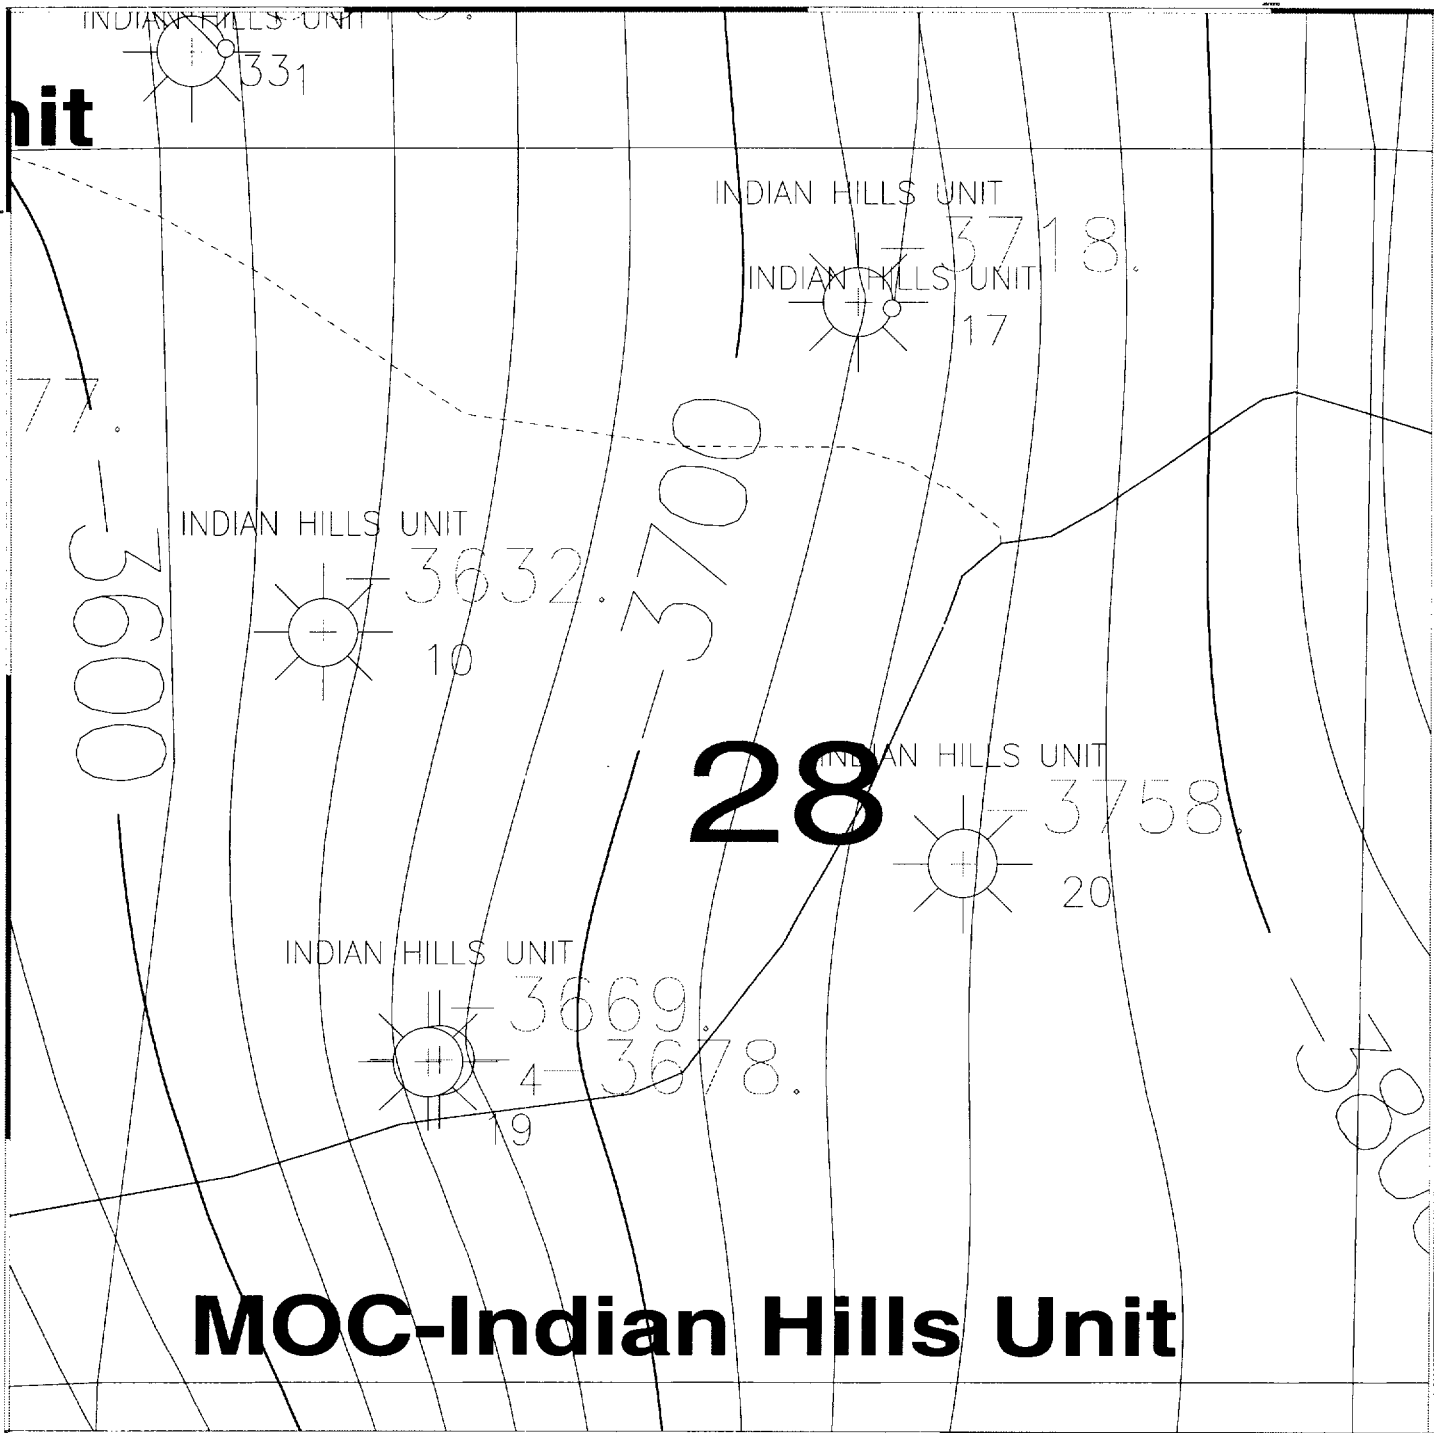 INDIAN HILLS UNIT
331
nit
INDIAN HILLS UNIT
-3718.
INDIAN HILLS UNIT
17
77.
3700
INDIAN HILLS UNIT
-3632.
10
-3600
28
INDIAN HILLS UNIT
-3758.
20
INDIAN HILLS UNIT
-3669.
4
-3678.
19
MOC-Indian Hills Unit